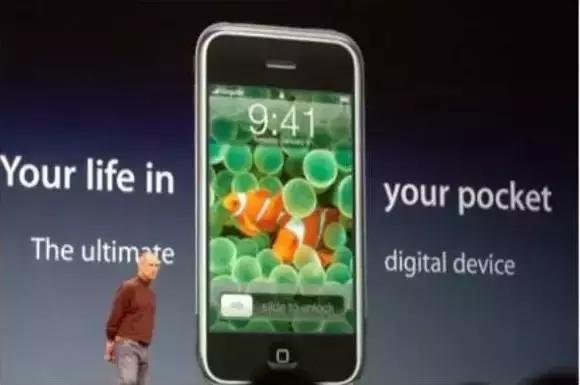 9:41
Your life in your pocket
The ultimate digital device
slide to unlock